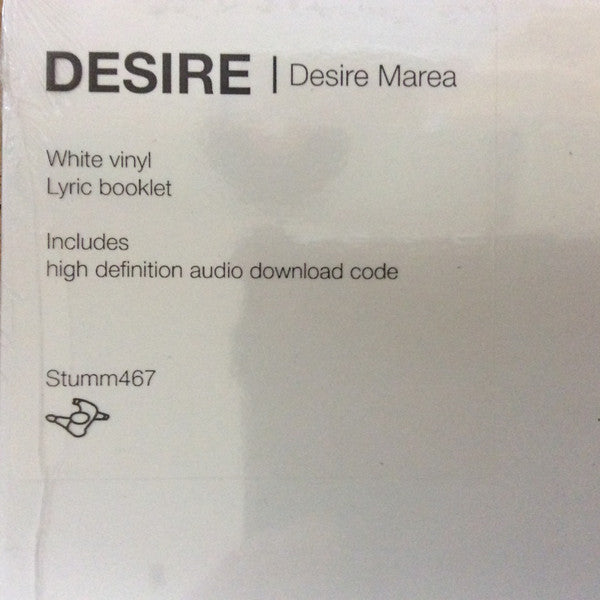 DESIRE | Desire Marea
White vinyl
Lyric booklet
Includes
high definition audio download code
Stumm467